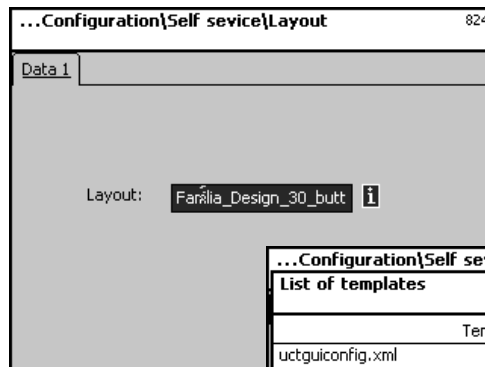 ...Configuration\Self sevice\Layout 824
Data 1
Layout: Familia_Design_30_butt i
...Configuration\Self sev
List of templates
Ter
uctguiconfig.xml